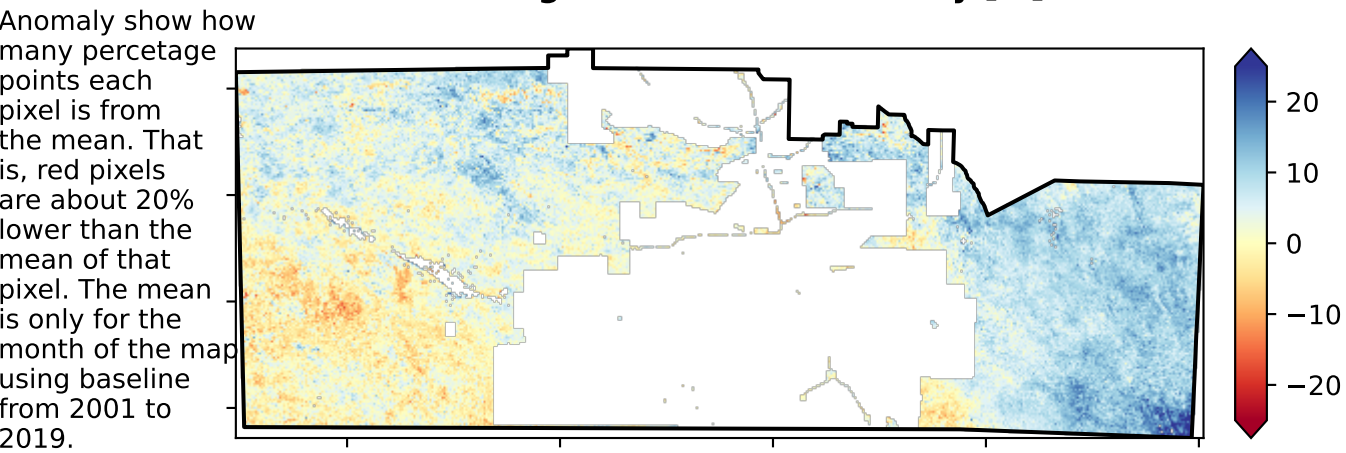 Anomaly show how
many percetage
points each
pixel is from
the mean. That
is, red pixels
are about 20%
lower than the
mean of that
pixel. The mean
is only for the
month of the map
using baseline
from 2001 to
2019.
20
10
0
−10
−20